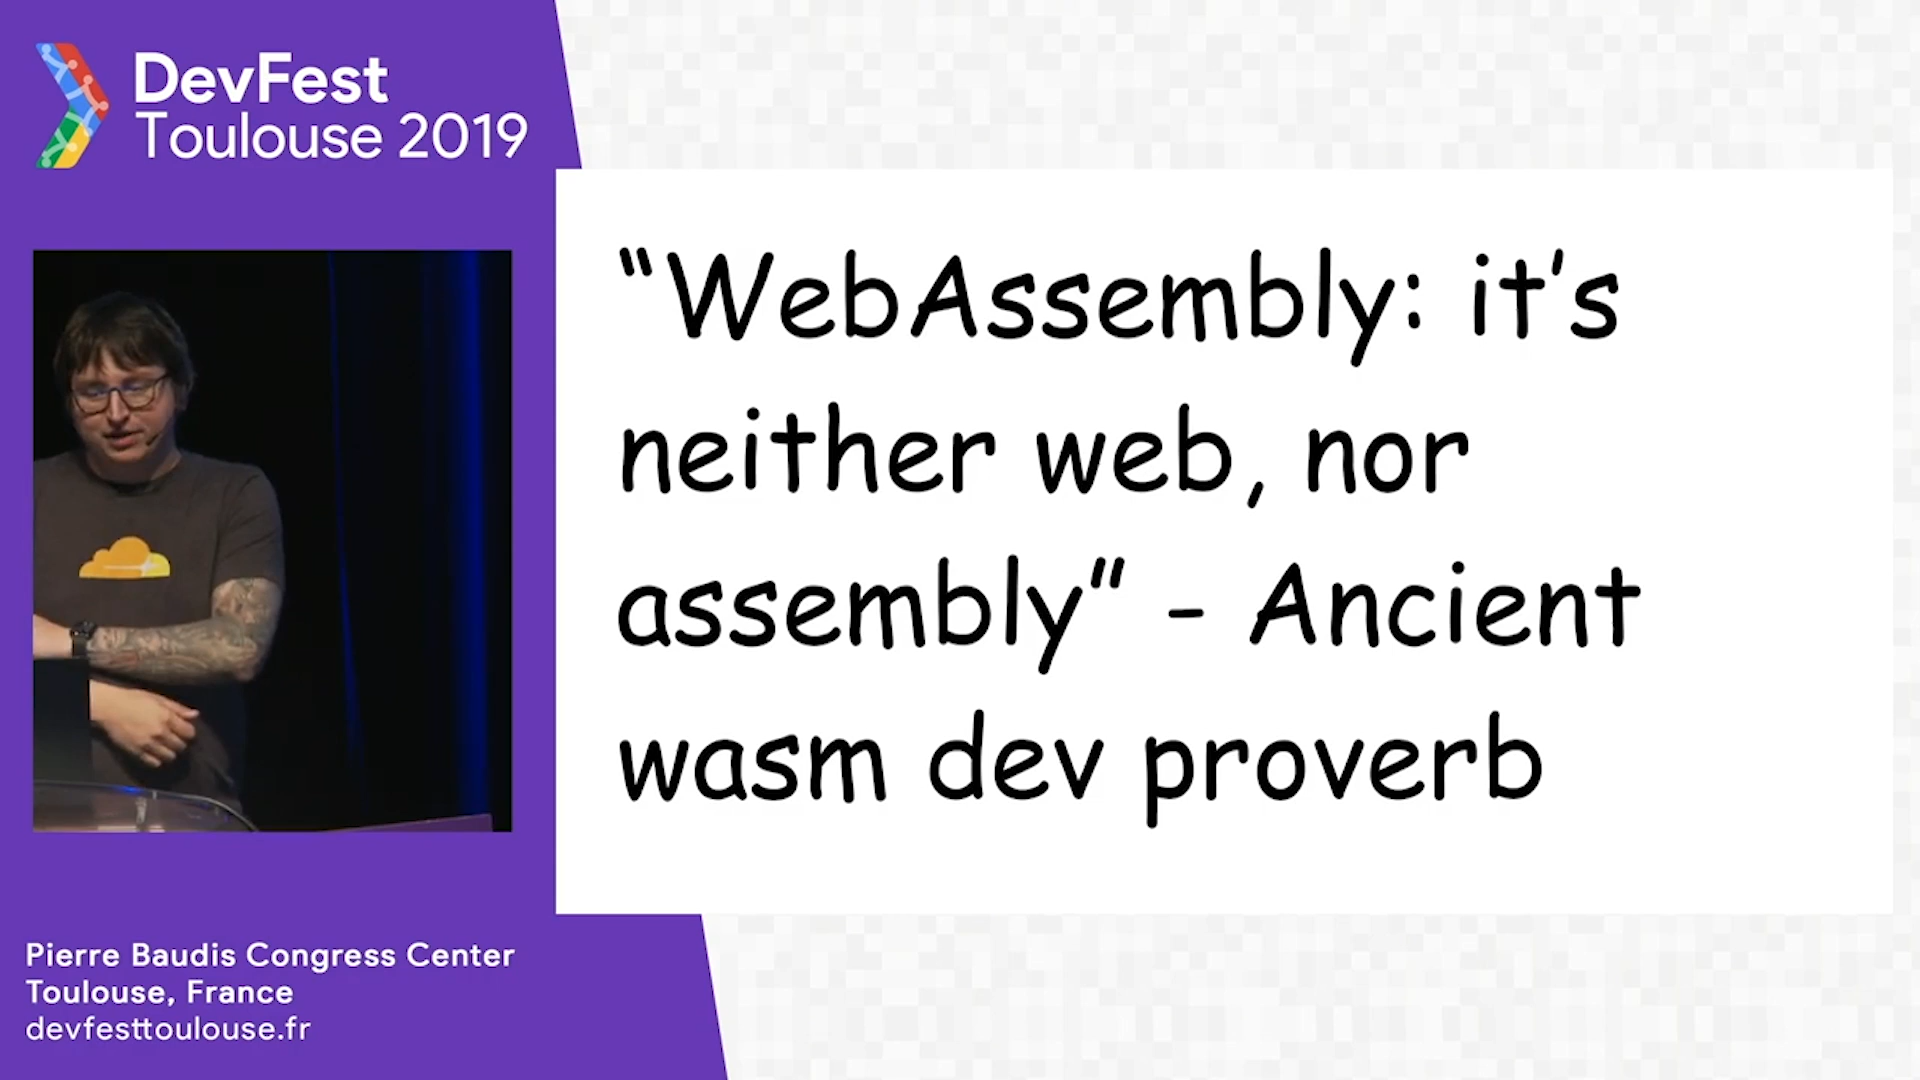 DevFest
Toulouse 2019
“WebAssembly: it’s
neither web, nor
assembly” - Ancient
wasm dev proverb
Pierre Baudis Congress Center
Toulouse, France
devfesttoulouse.fr